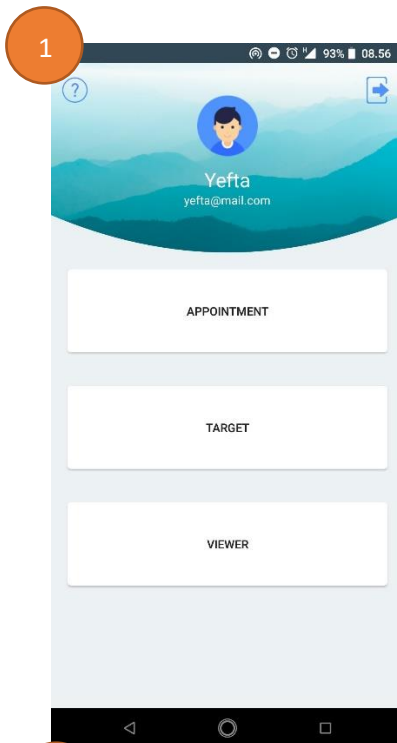 1
H 93% 08.56
?
Yefta
yefta@mail.com
APPOINTMENT
TARGET
VIEWER